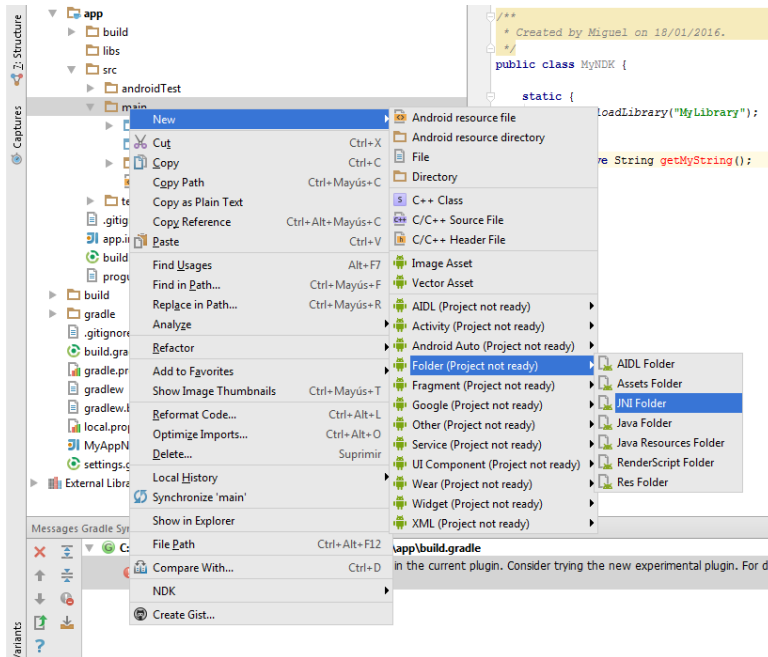 7: Structure
Captures
Variants
app
build
libs
src
androidTest
main
te
.gitig
app.i
build
progu
build
gradle
.gitignore
build.gra
gradle.pr
gradlew
gradlew.b
local.prop
MyAppN
settings.g
External Libra
/**
* Created by Miguel on 18/01/2016.
*/
public class MyNDK {
static {
loadLibrary("MyLibrary");
ve String getMyString();
New
Cut Ctrl+X
Copy Ctrl+C
Copy Path Ctrl+Mayús+C
Copy as Plain Text
Copy Reference Ctrl+Alt+Mayús+C
Paste Ctrl+V
Find Usages Alt+F7
Find in Path... Ctrl+Mayús+F
Replace in Path... Ctrl+Mayús+R
Analyze
Refactor
Add to Favorites
Show Image Thumbnails Ctrl+Mayús+T
Reformat Code... Ctrl+Alt+L
Optimize Imports... Ctrl+Alt+O
Delete... Suprimir
Local History
Synchronize 'main'
Show in Explorer
File Path Ctrl+Alt+F12
Compare With... Ctrl+D
NDK
Create Gist...
Android resource file
Android resource directory
File
Directory
C++ Class
C/C++ Source File
C/C++ Header File
Image Asset
Vector Asset
AIDL (Project not ready)
Activity (Project not ready)
Android Auto (Project not ready)
Folder (Project not ready)
Fragment (Project not ready)
Google (Project not ready)
Other (Project not ready)
Service (Project not ready)
UI Component (Project not ready)
Wear (Project not ready)
Widget (Project not ready)
XML (Project not ready)
AIDL Folder
Assets Folder
JNI Folder
Java Folder
Java Resources Folder
RenderScript Folder
Res Folder
Messages Gradle Syn
C: \app\build.gradle
in the current plugin. Consider trying the new experimental plugin. For d